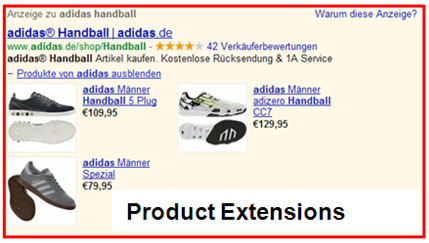 Anzeige zu adidas handball
Warum diese Anzeige?
adidas® Handball | adidas.de
www.adidas.de/shop/Handball - 42 Verkäuferbewertungen
adidas® Handball Artikel kaufen. Kostenlose Rücksendung & 1A Service
− Produkte von adidas ausblenden
adidas Männer
Handball 5 Plug
€109,95
adidas Männer
adizero Handball
CC7
€129,95
adidas Männer
Spezial
€79,95
Product Extensions